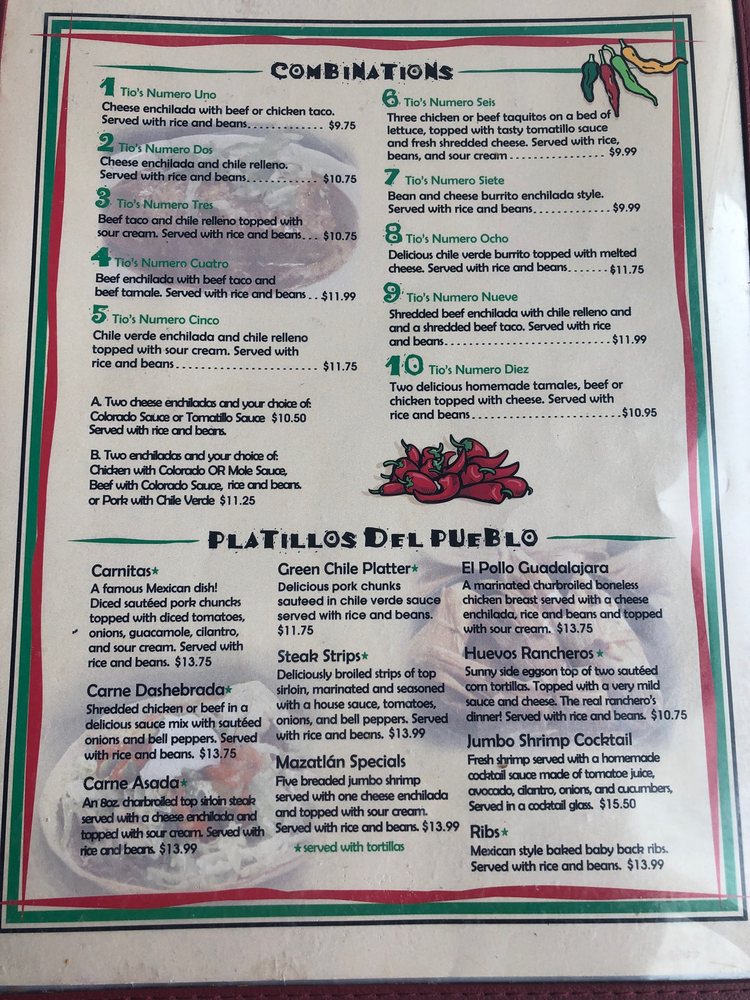 COMBINATIONS
1 Tio's Numero Uno
Cheese enchilada with beef or chicken taco.
Served with rice and beans............. $9.75
2 Tio's Numero Dos
Cheese enchilada and chile relleno.
Served with rice and beans............. $10.75
3 Tio's Numero Tres
Beef taco and chile relleno topped with
sour cream. Served with rice and beans... $10.75
4 Tio's Numero Cuatro
Beef enchilada with beef taco and
beef tamale. Served with rice and beans.. $11.99
5 Tio's Numero Cinco
Chile verde enchilada and chile relleno
topped with sour cream. Served with
rice and beans........................... $11.75
A. Two cheese enchiladas and your choice of:
Colorado Sauce or Tomatillo Sauce $10.50
Served with rice and beans.
B. Two enchiladas and your choice of:
Chicken with Colorado OR Mole Sauce,
Beef with Colorado Sauce, rice and beans.
or Pork with Chile Verde $11.25
6 Tio's Numero Seis
Three chicken or beef taquitos on a bed of
lettuce, topped with tasty tomatillo sauce
and fresh shredded cheese. Served with rice,
beans, and sour cream................ $9.99
7 Tio's Numero Siete
Bean and cheese burrito enchilada style.
Served with rice and beans............. $9.99
8 Tio's Numero Ocho
Delicious chile verde burrito topped with melted
cheese. Served with rice and beans....... $11.75
9 Tio's Numero Nueve
Shredded beef enchilada with chile relleno and
and a shredded beef taco. Served with rice
and beans............................ $11.99
10 Tio's Numero Diez
Two delicious homemade tamales, beef or
chicken topped with cheese. Served with
rice and beans.........................$10.95
PLATILLOS DEL PUEBLO
Carnitas★
A famous Mexican dish!
Diced sautéed pork chuncks
topped with diced tomatoes,
onions, guacamole, cilantro,
and sour cream. Served with
rice and beans. $13.75
Carne Dashebrada★
Shredded chicken or beef in a
delicious sauce mix with sautéed
onions and bell peppers. Served
with rice and beans. $13.75
Carne Asada★
An 8oz. charbroiled top sirloin steak
served with a cheese enchilada and
topped with sour cream. Served with
rice and beans. $13.99
Green Chile Platter★
Delicious pork chunks
sauteed in chile verde sauce
served with rice and beans.
$11.75
Steak Strips★
Deliciously broiled strips of top
sirloin, marinated and seasoned
with a house sauce, tomatoes,
onions, and bell peppers. Served
with rice and beans. $13.99
Mazatlán Specials
Five breaded jumbo shrimp
served with one cheese enchilada
and topped with sour cream.
Served with rice and beans. $13.99
★served with tortillas
El Pollo Guadalajara
A marinated charbroiled boneless
chicken breast served with a cheese
enchilada, rice and beans and topped
with sour cream. $13.75
Huevos Rancheros★
Sunny side eggson top of two sautéed
corn tortillas. Topped with a very mild
sauce and cheese. The real ranchero's
dinner! Served with rice and beans. $10.75
Jumbo Shrimp Cocktail
Fresh shrimp served with a homemade
cocktail sauce made of tomatoe juice,
avocado, cilantro, onions, and cucumbers,
Served in a cocktail glass. $15.50
Ribs★
Mexican style baked baby back ribs.
Served with rice and beans. $13.99